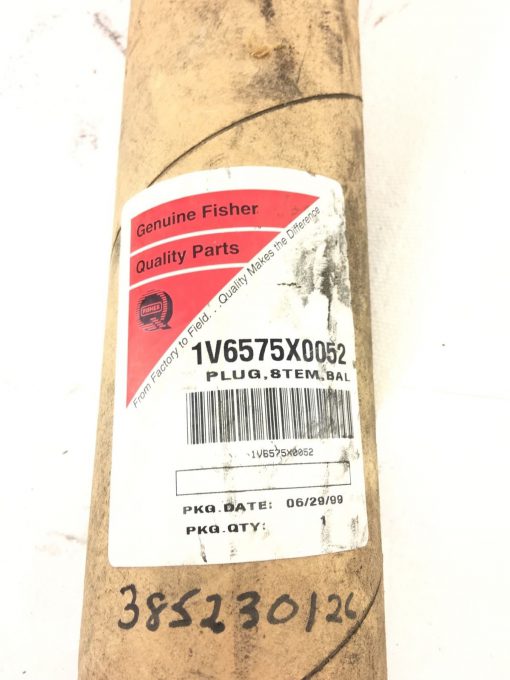 Genuine Fisher
Quality Parts
FISHER
From Factory to Field. . .Quality Makes the Difference
1V6575X0052
PLUG,STEM,BAL
1V6575X0052
PKG.DATE: 06/29/99
PKG.QTY: 1
385230126